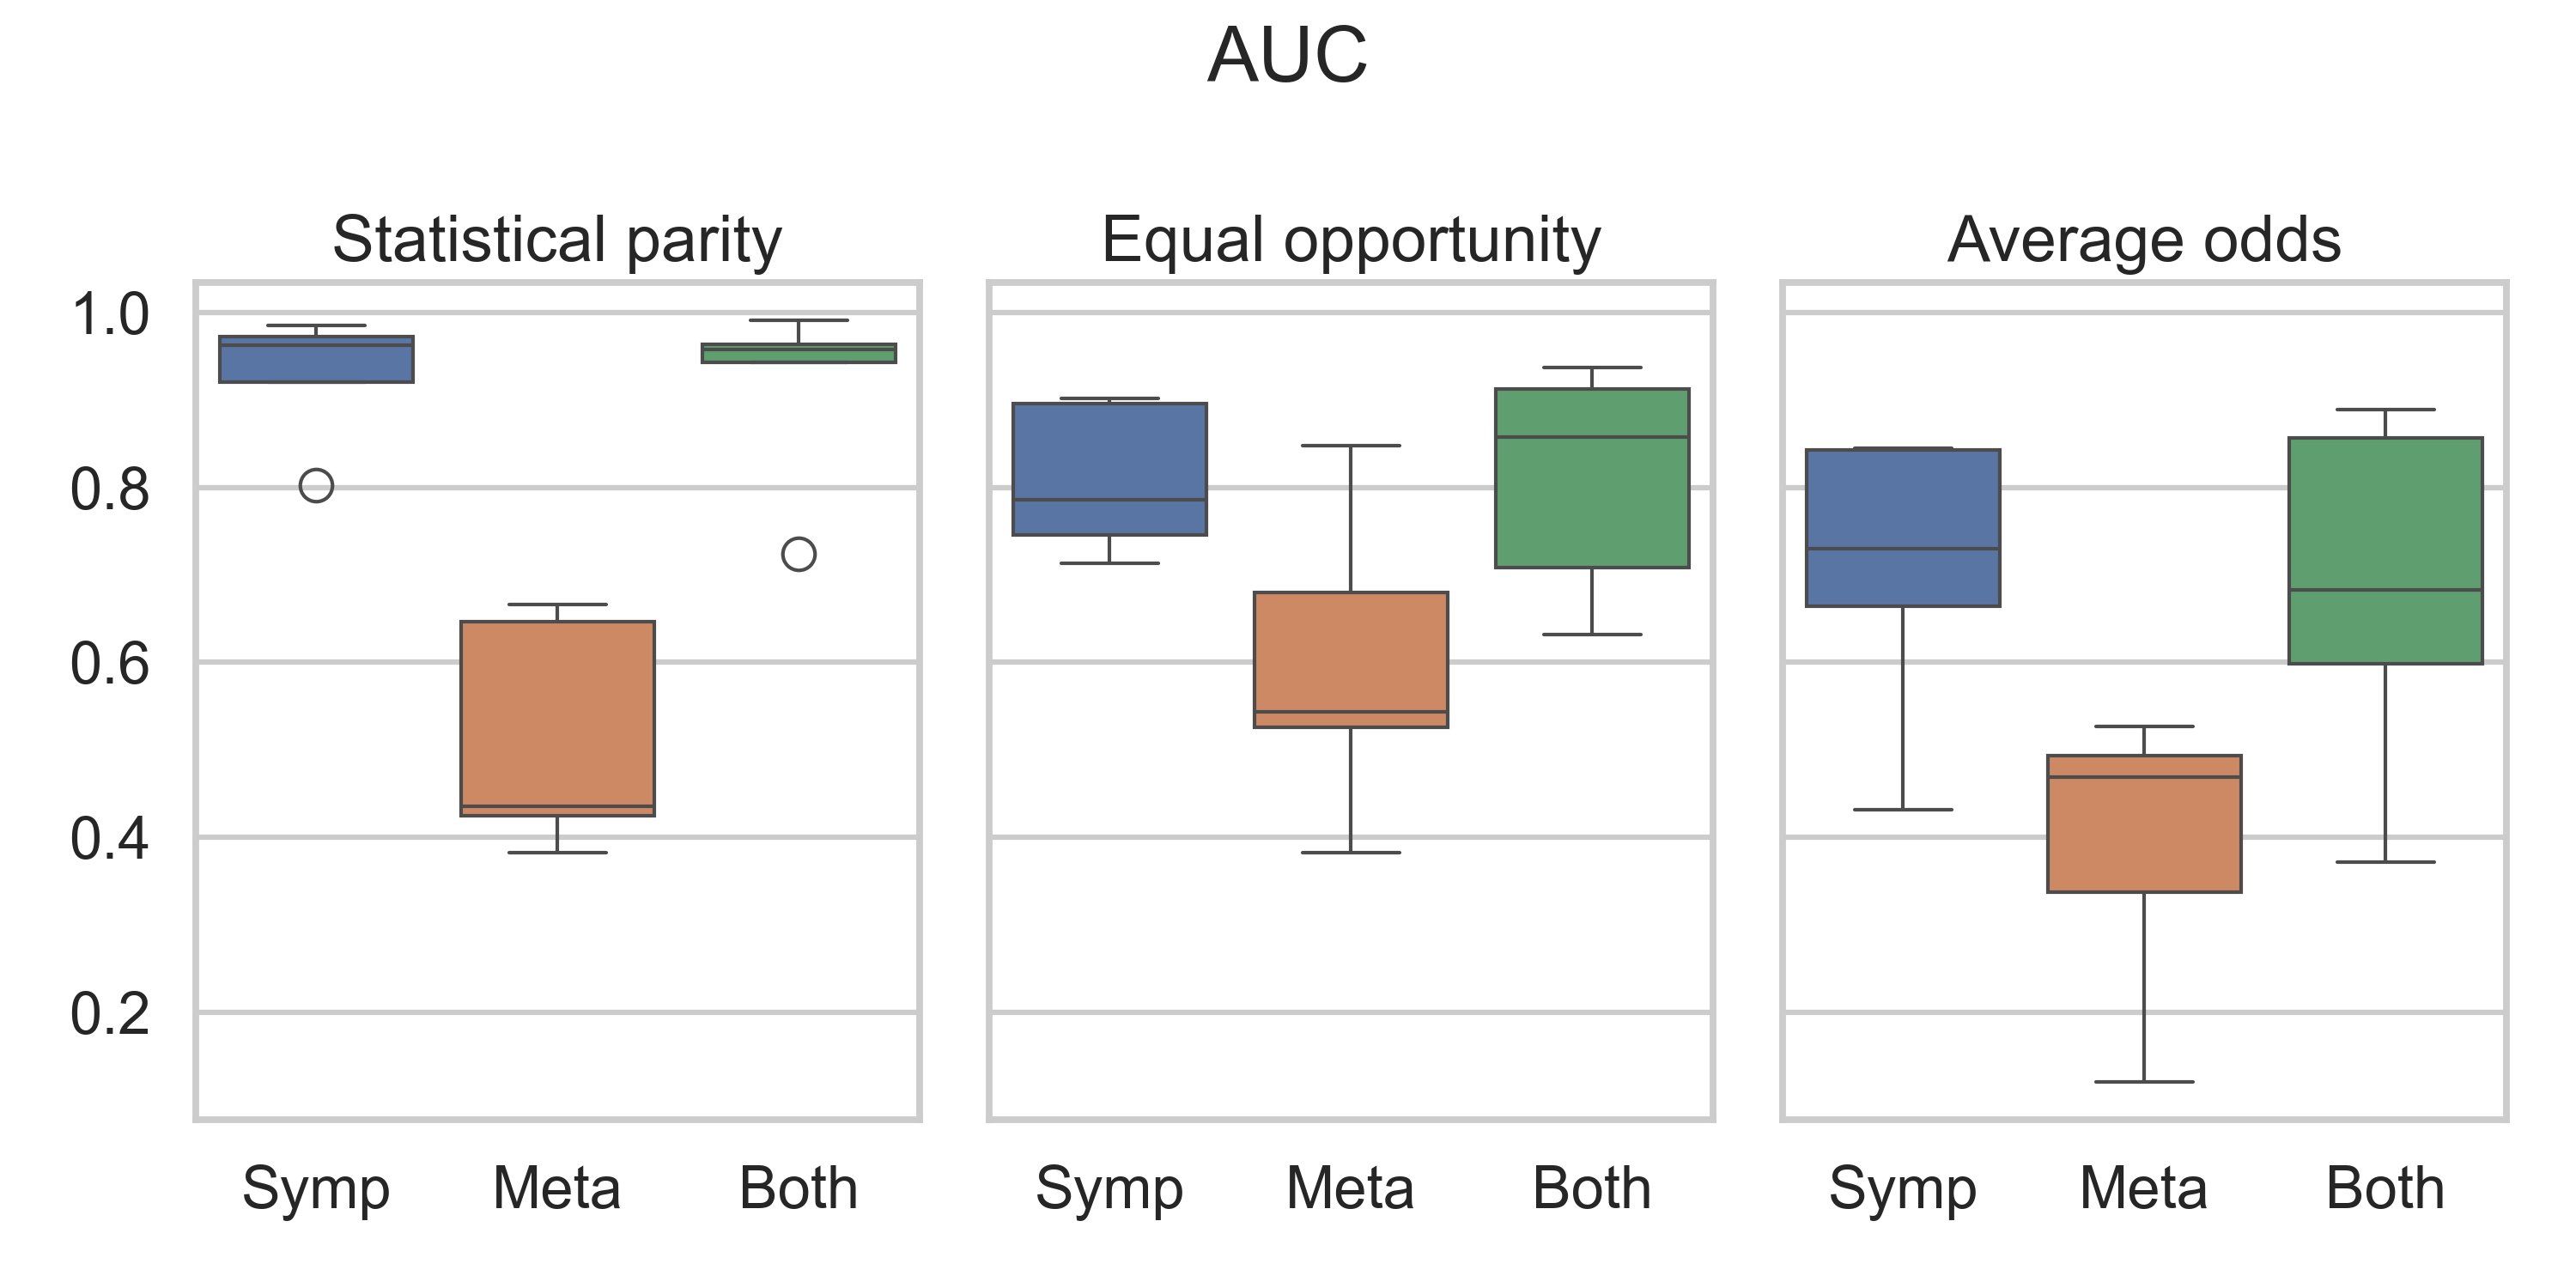 AUC
Statistical parity
Equal opportunity
Average odds
1.0
0.8
0.6
0.4
0.2
Symp Meta Both
Symp Meta Both
Symp Meta Both